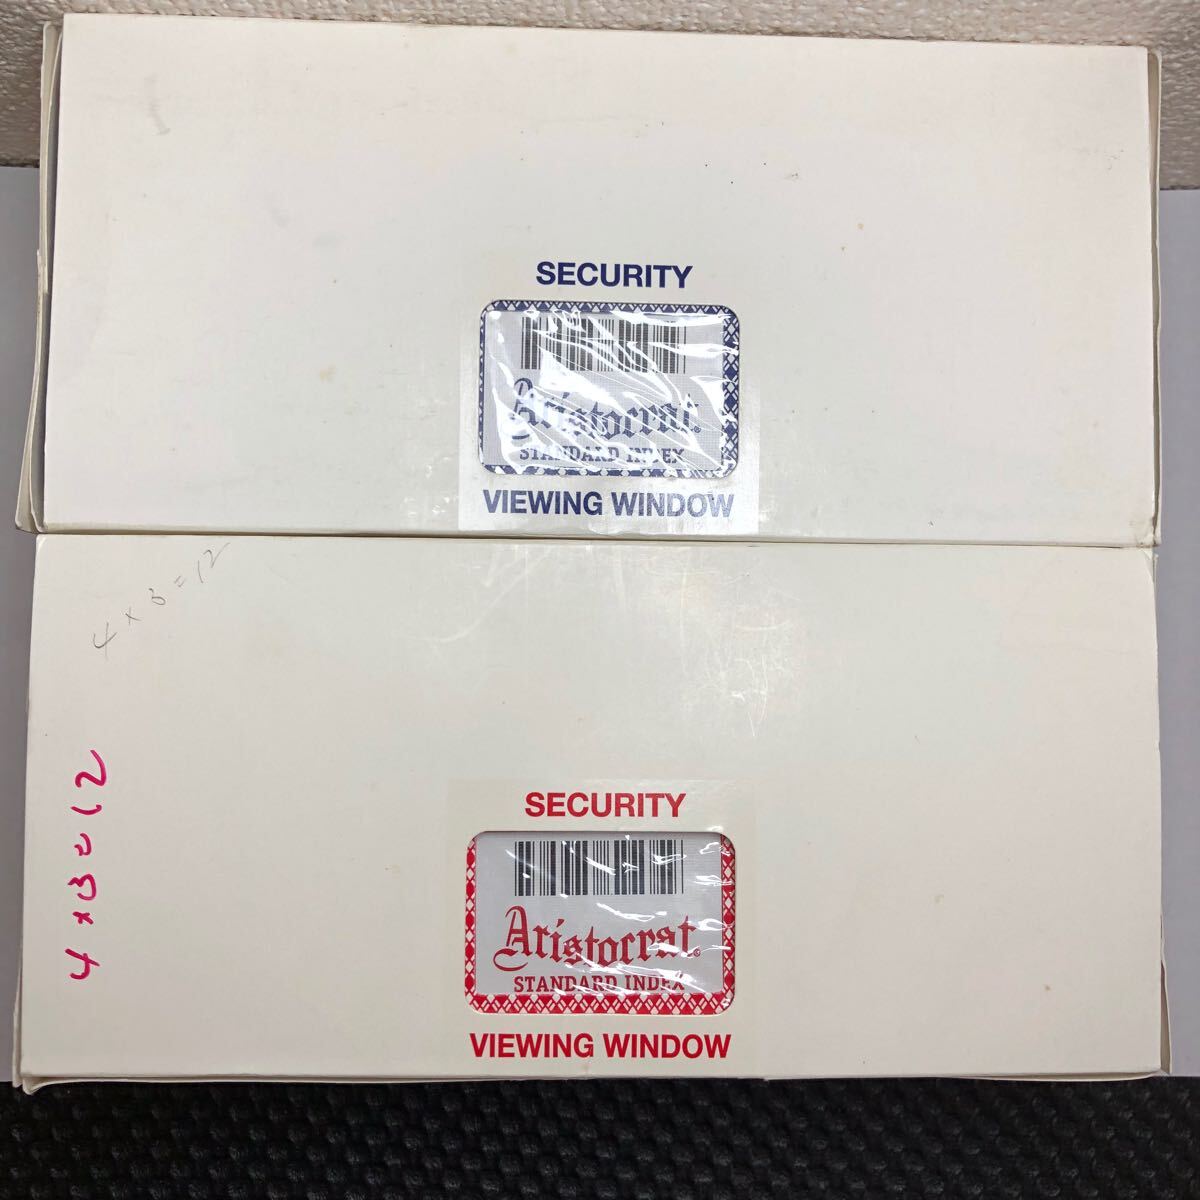 SECURITY
Aristocrat
STANDARD INDEX
VIEWING WINDOW
4 x 3 = 12
4 x 3 = 12
SECURITY
Aristocrat®
STANDARD INDEX
VIEWING WINDOW